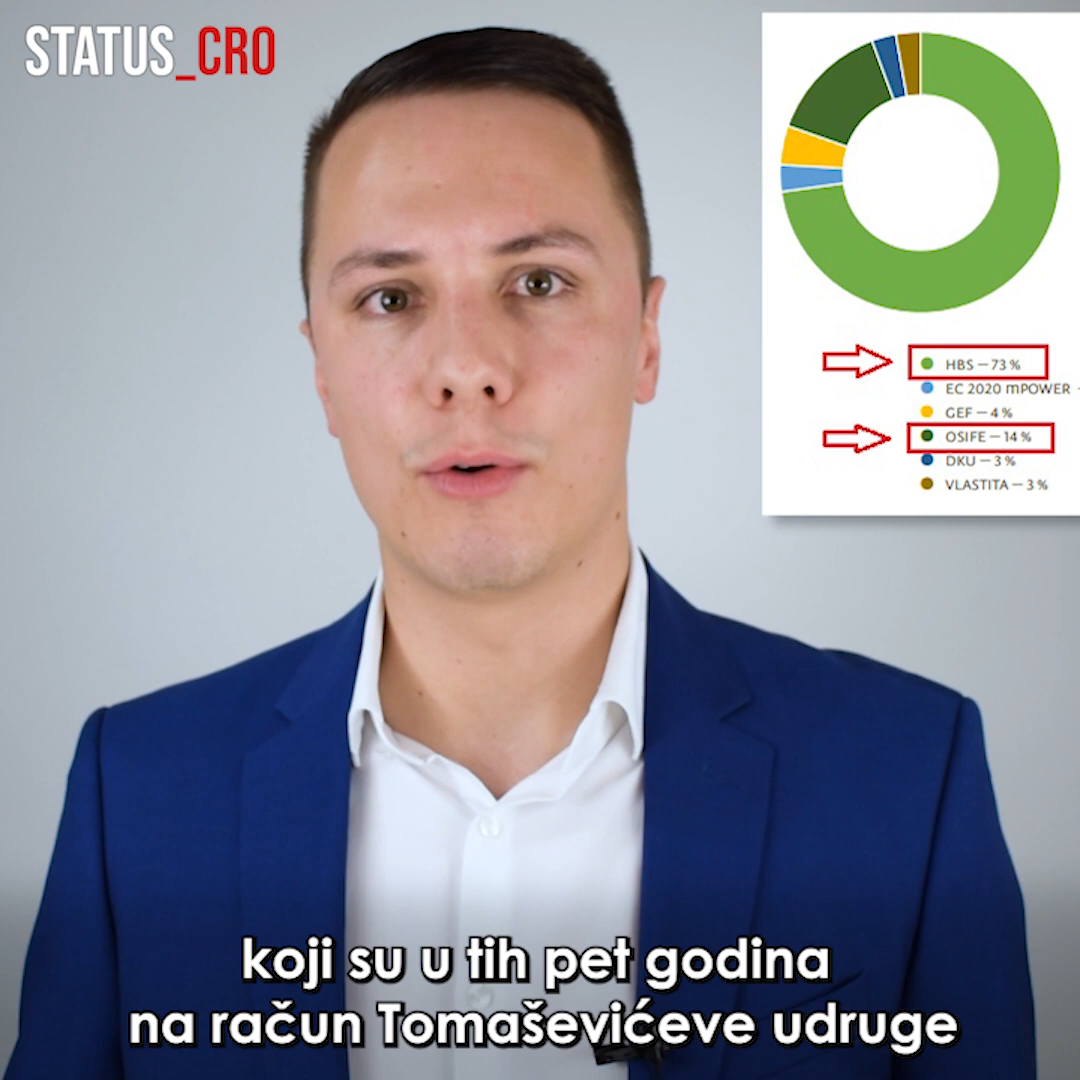 STATUS_CRO
HBS – 73 %
EC 2020 mPOWER -
GEF – 4 %
OSIFE – 14 %
DKU – 3 %
VLASTITA – 3 %
koji su u tih pet godina
na račun Tomaševićeve udruge